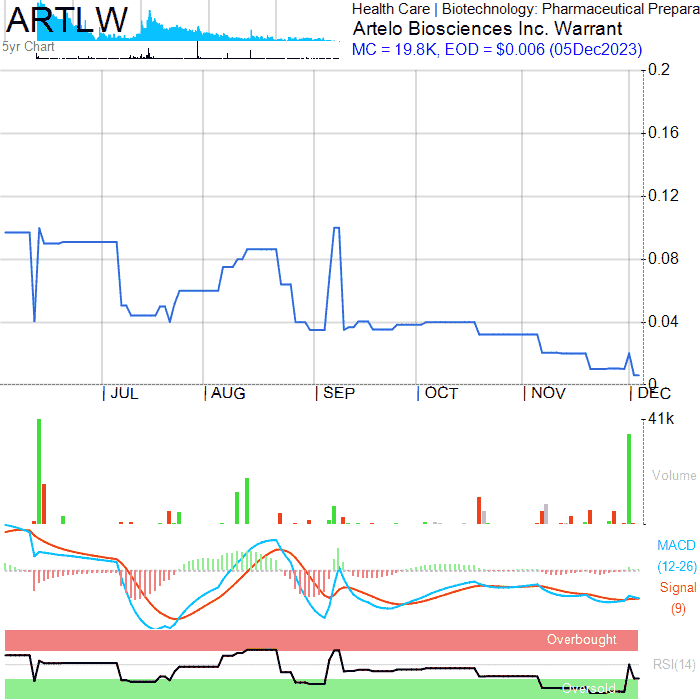 ARTLW
Health Care | Biotechnology: Pharmaceutical Prepara
Artelo Biosciences Inc. Warrant
MC = 19.8K, EOD = $0.006 (05Dec2023)
5yr Chart
0.2
0.16
0.12
0.08
0.04
0
JUL AUG SEP OCT NOV DEC
41k
Volume
MACD
(12-26)
Signal
(9)
Overbought
RSI(14)
Oversold